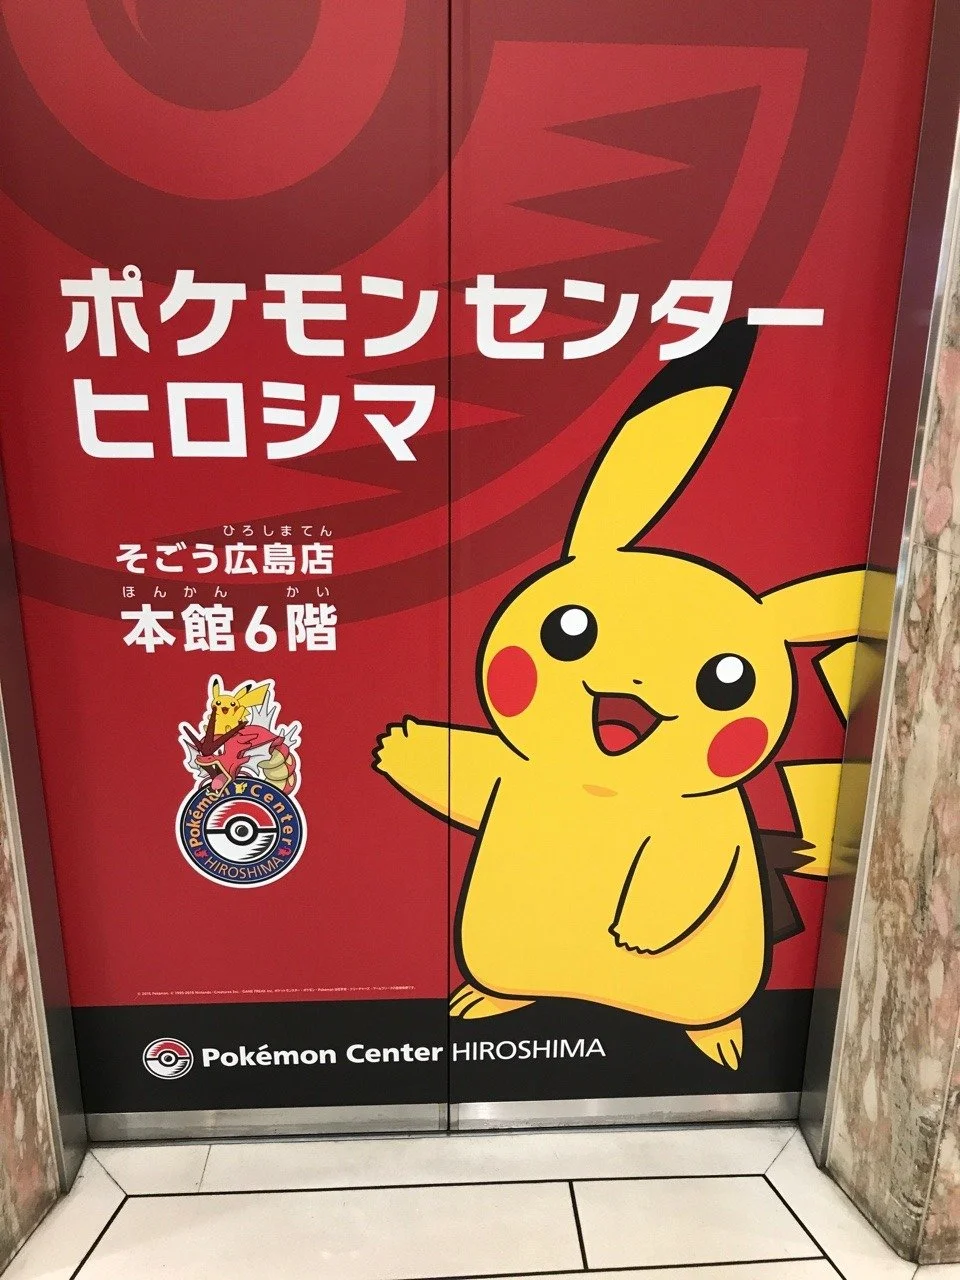 ポケモンセンター
ヒロシマ
ひろしまてん
そごう広島店
ほんかん かい
本館6階
Pokémon Center
HIROSHIMA
Pokémon Center HIROSHIMA